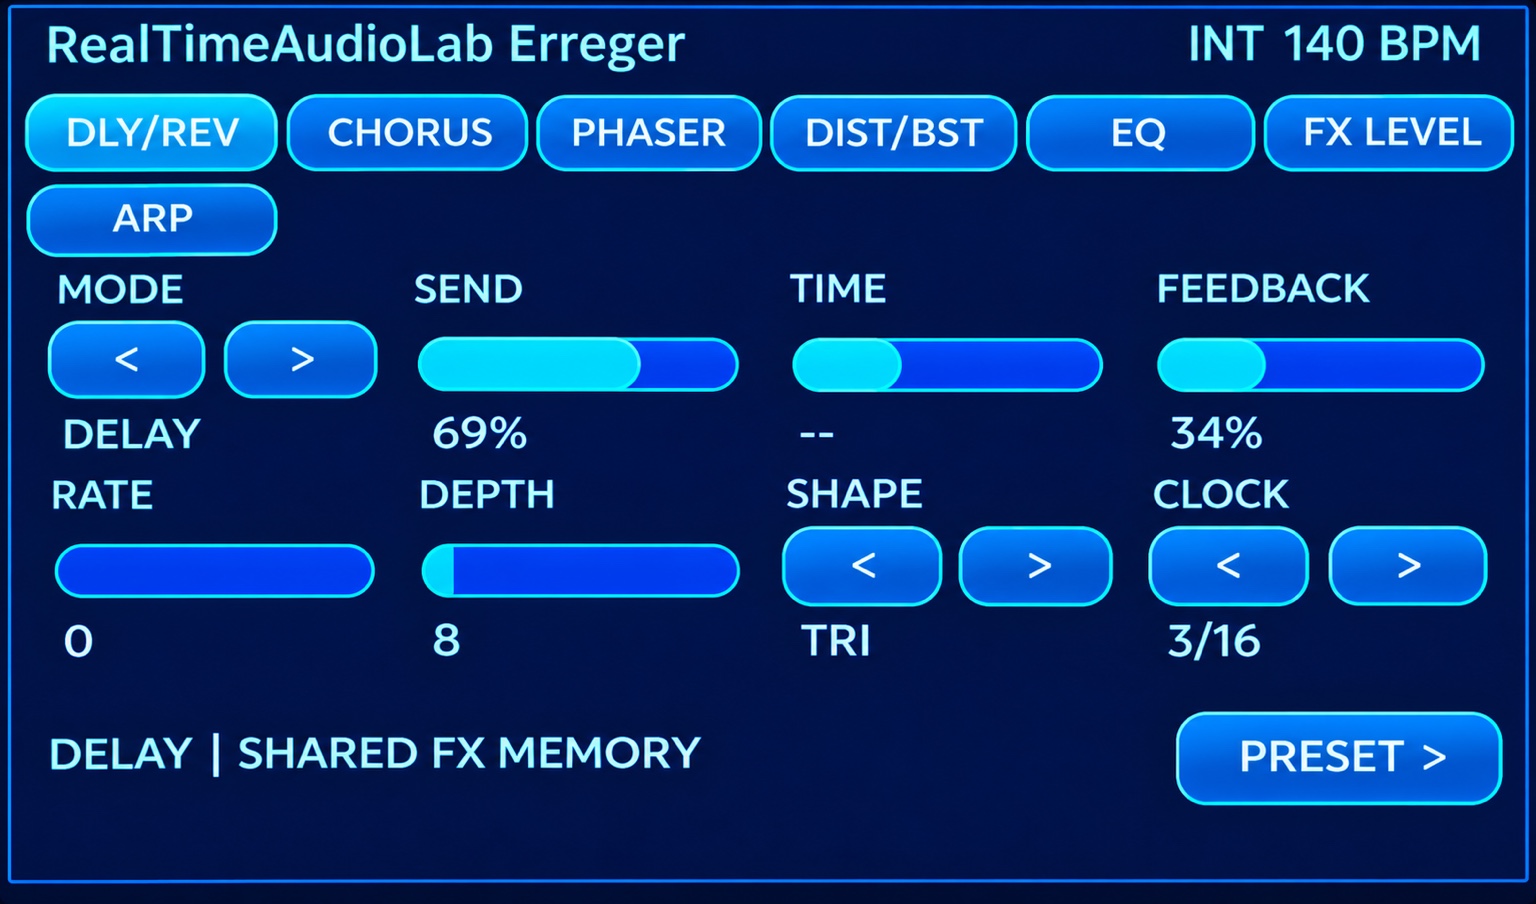 RealTimeAudioLab Erreger INT 140 BPM
DLY/REV CHORUS PHASER DIST/BST EQ FX LEVEL
ARP
MODE SEND TIME FEEDBACK
< >
DELAY 69% -- 34%
RATE DEPTH SHAPE CLOCK
< > < >
0 8 TRI 3/16
DELAY | SHARED FX MEMORY PRESET >